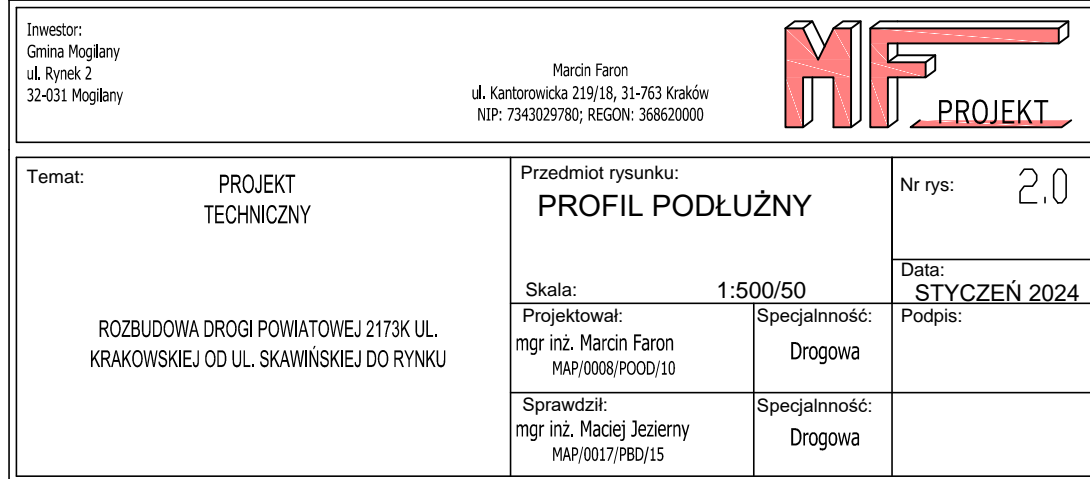 Inwestor:
Gmina Mogilany
ul. Rynek 2
32-031 Mogilany
Marcin Faron
ul. Kantorowicka 219/18, 31-763 Kraków
NIP: 7343029780; REGON: 368620000
MF
PROJEKT
Temat:
PROJEKT
TECHNICZNY
ROZBUDOWA DROGI POWIATOWEJ 2173K UL.
KRAKOWSKIEJ OD UL. SKAWIŃSKIEJ DO RYNKU
Przedmiot rysunku:
PROFIL PODŁUŻNY
Skala: 1:500/50
Nr rys: 2.0
Data:
STYCZEŃ 2024
Projektował:
mgr inż. Marcin Faron
MAP/0008/POOD/10
Specjalnność:
Drogowa
Podpis:
Sprawdził:
mgr inż. Maciej Jezierny
MAP/0017/PBD/15
Specjalnność:
Drogowa